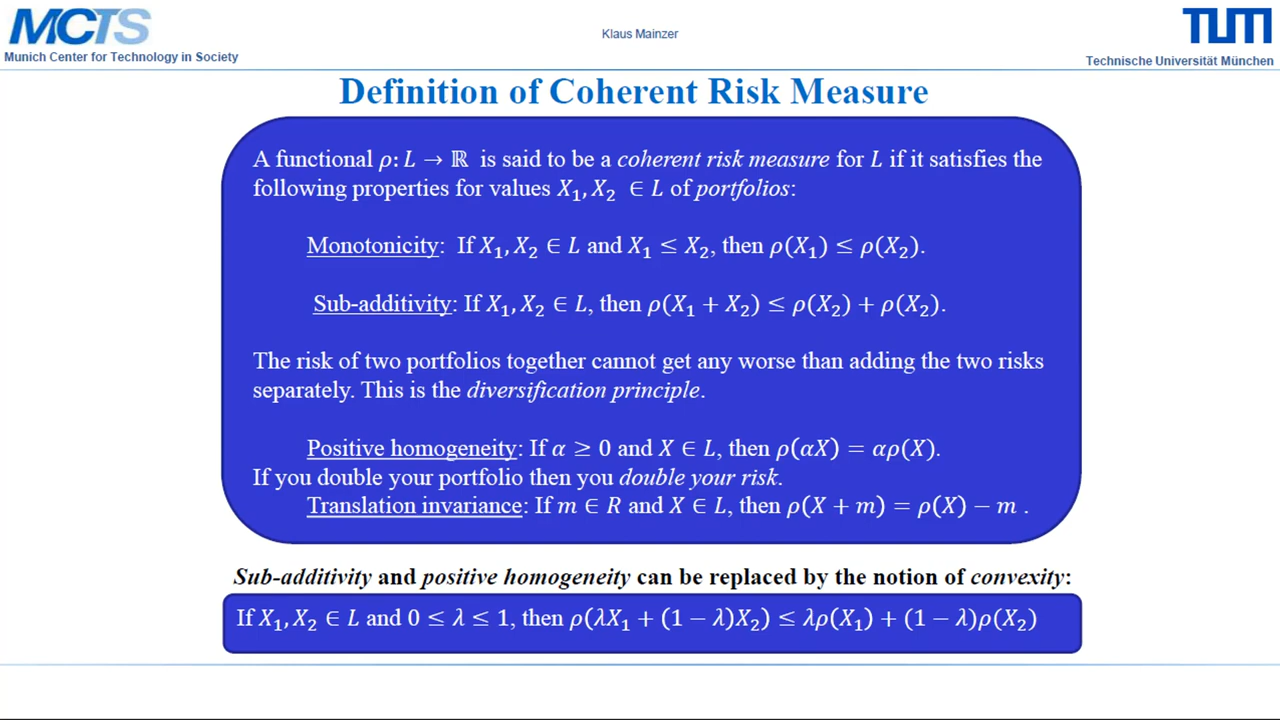 MCTS
Munich Center for Technology in Society
Klaus Mainzer
TUM
Technische Universität München
Definition of Coherent Risk Measure
A functional ρ: L → ℝ is said to be a coherent risk measure for L if it satisfies the
following properties for values X₁, X₂ ∈ L of portfolios:
Monotonicity: If X₁, X₂ ∈ L and X₁ ≤ X₂, then ρ(X₁) ≤ ρ(X₂).
Sub-additivity: If X₁, X₂ ∈ L, then ρ(X₁ + X₂) ≤ ρ(X₂) + ρ(X₂).
The risk of two portfolios together cannot get any worse than adding the two risks
separately. This is the diversification principle.
Positive homogeneity: If α ≥ 0 and X ∈ L, then ρ(αX) = αρ(X).
If you double your portfolio then you double your risk.
Translation invariance: If m ∈ R and X ∈ L, then ρ(X + m) = ρ(X) − m .
Sub-additivity and positive homogeneity can be replaced by the notion of convexity:
If X₁, X₂ ∈ L and 0 ≤ λ ≤ 1, then ρ(λX₁ + (1 − λ)X₂) ≤ λρ(X₁) + (1 − λ)ρ(X₂)